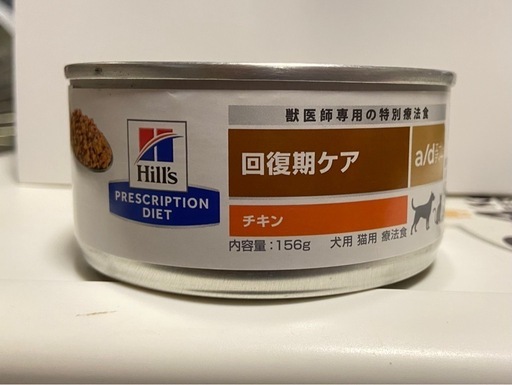 獣医師専用の特別療法食
Hill's
PRESCRIPTION
DIET
回復期ケア
a/d
チキン
内容量:156g 犬用 猫用 療法食